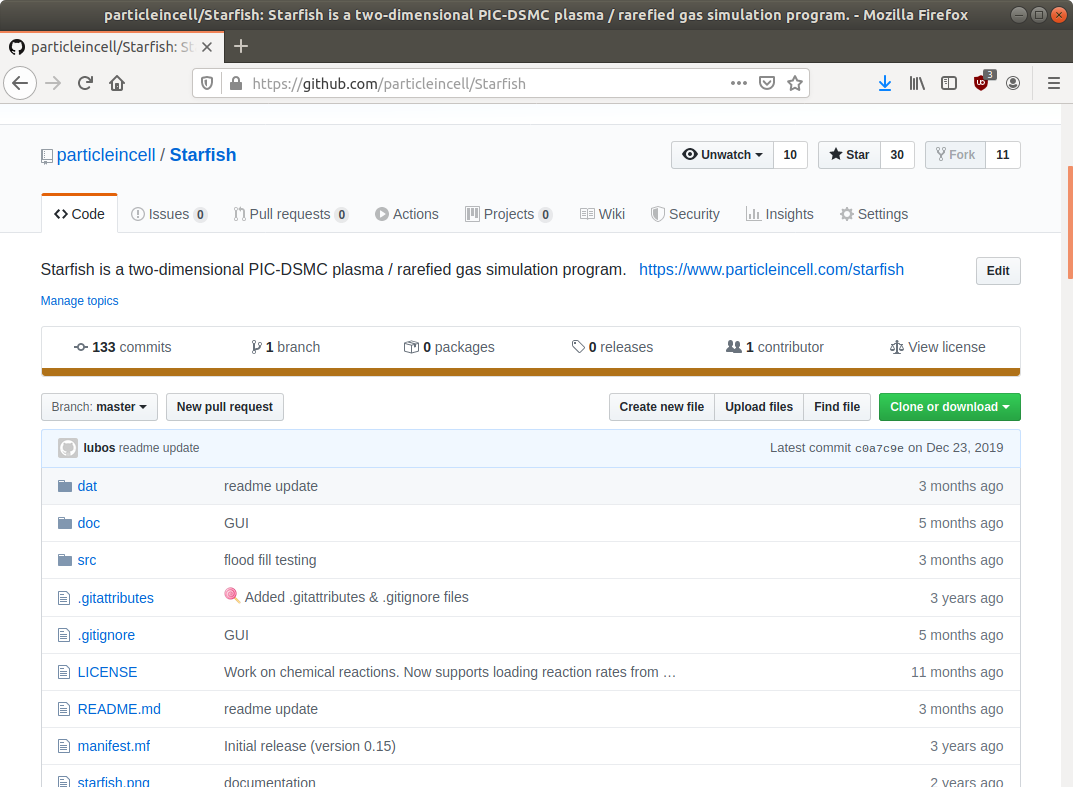 particleincell/Starfish: Starfish is a two-dimensional PIC-DSMC plasma / rarefied gas simulation program. - Mozilla Firefox
particleincell/Starfish: St
https://github.com/particleincell/Starfish
3
particleincell / Starfish
Unwatch 10 Star 30 Fork 11
Code Issues 0 Pull requests 0 Actions Projects 0 Wiki Security Insights Settings
Starfish is a two-dimensional PIC-DSMC plasma / rarefied gas simulation program. https://www.particleincell.com/starfish Edit
Manage topics
133 commits 1 branch 0 packages 0 releases 1 contributor View license
Branch: master New pull request Create new file Upload files Find file Clone or download
lubos readme update Latest commit c0a7c9e on Dec 23, 2019
dat readme update 3 months ago
doc GUI 5 months ago
src flood fill testing 3 months ago
.gitattributes 🍭 Added .gitattributes & .gitignore files 3 years ago
.gitignore GUI 5 months ago
LICENSE Work on chemical reactions. Now supports loading reaction rates from … 11 months ago
README.md readme update 3 months ago
manifest.mf Initial release (version 0.15) 3 years ago
starfish.png documentation 2 years ago